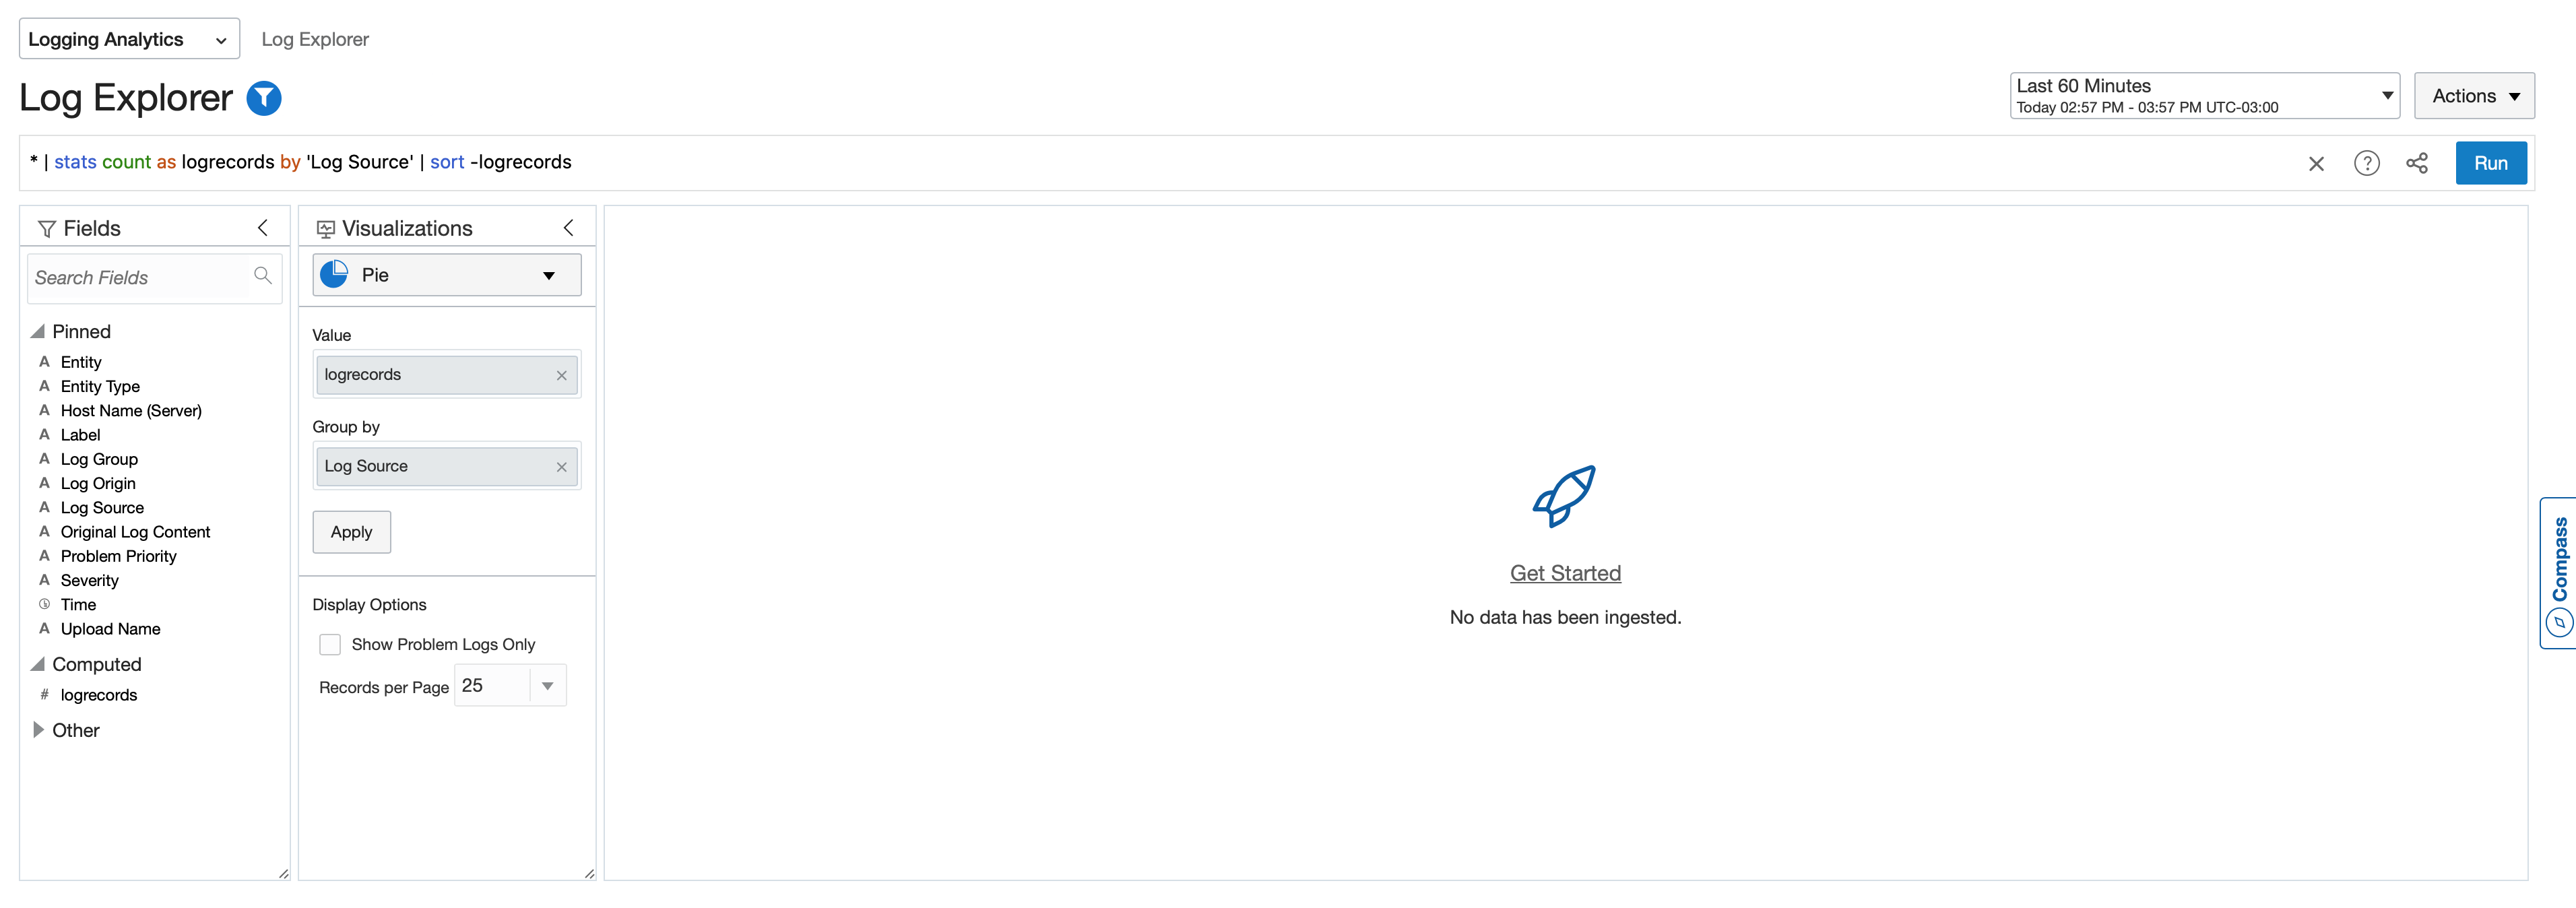 Logging Analytics
Log Explorer
Log Explorer
Last 60 Minutes
Today 02:57 PM - 03:57 PM UTC-03:00
Actions
* | stats count as logrecords by 'Log Source' | sort -logrecords
?
Run
Fields
Search Fields
Pinned
A Entity
A Entity Type
A Host Name (Server)
A Label
A Log Group
A Log Origin
A Log Source
A Original Log Content
A Problem Priority
A Severity
Time
A Upload Name
Computed
# logrecords
Other
Visualizations
Pie
Value
logrecords
Group by
Log Source
Apply
Display Options
Show Problem Logs Only
Records per Page 25
Get Started
No data has been ingested.
Compass